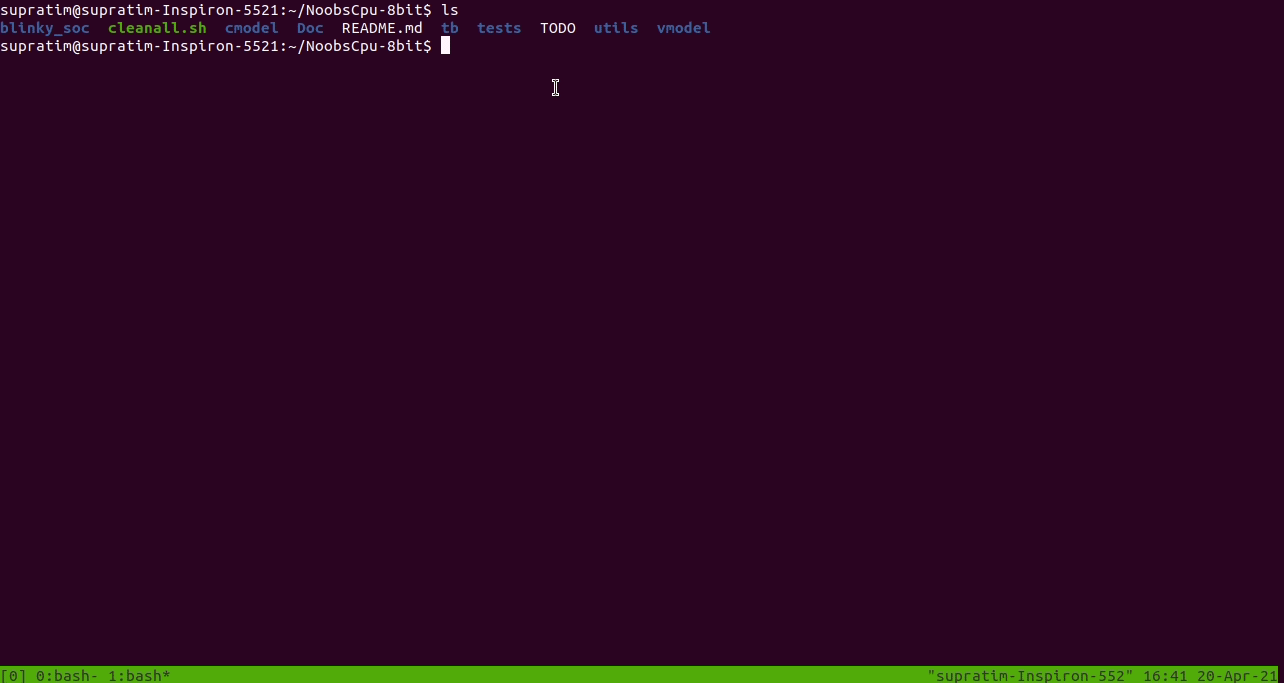 supratim@supratim-Inspiron-5521:~/NoobsCpu-8bit$ ls
blinky_soc  cleanall.sh  cmodel  Doc  README.md  tb  tests  TODO  utils  vmodel
supratim@supratim-Inspiron-5521:~/NoobsCpu-8bit$
[0] 0:bash- 1:bash* "supratim-Inspiron-552" 16:41 20-Apr-21